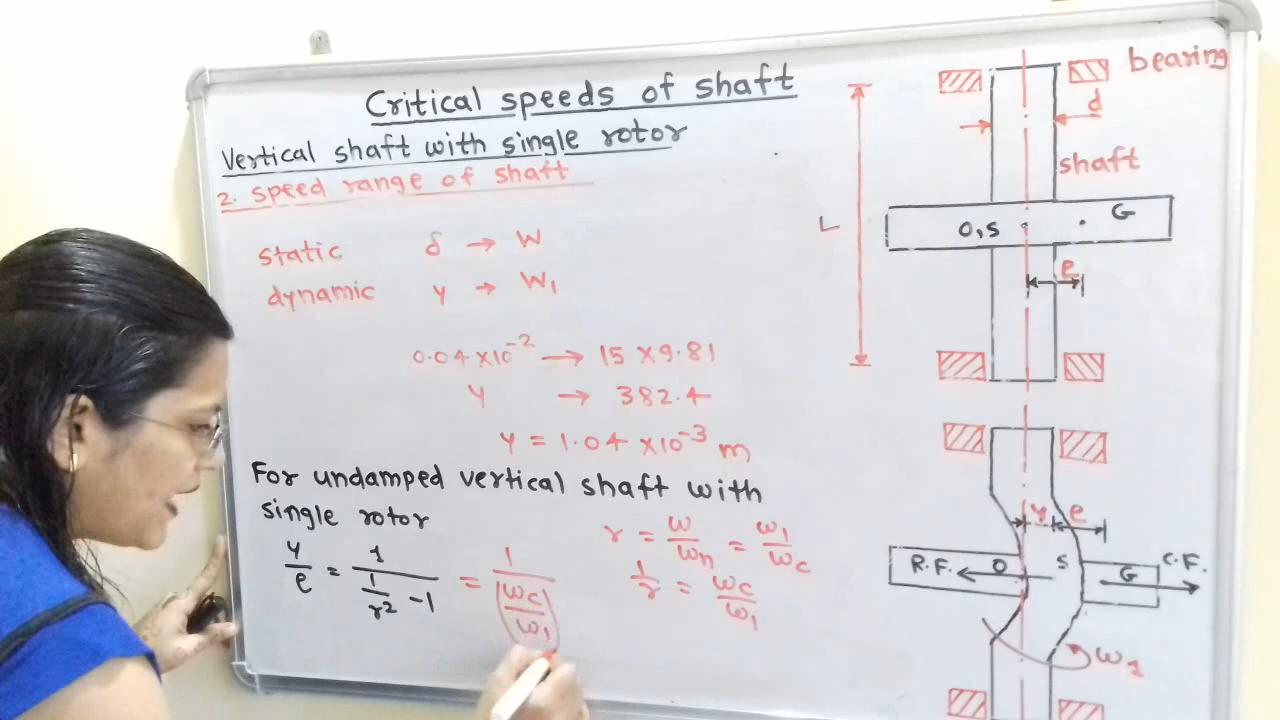 Critical speeds of shaft
Vertical shaft with single rotor
2. speed range of shaft
static δ → W
dynamic y → W₁
0.04 ×10⁻² → 15 ×9.81
y → 382.4
y = 1.04 ×10⁻³ m
For undamped vertical shaft with
single rotor
y/e = 1/(1/r² -1) = 1/(ωc/ω₁)
r = ω/ωn = ω₁/ωc
1/r = ωc/ω₁
bearing
d
shaft
L
O,S
G
e
y e
R.F. O S G C.F.
ω₁